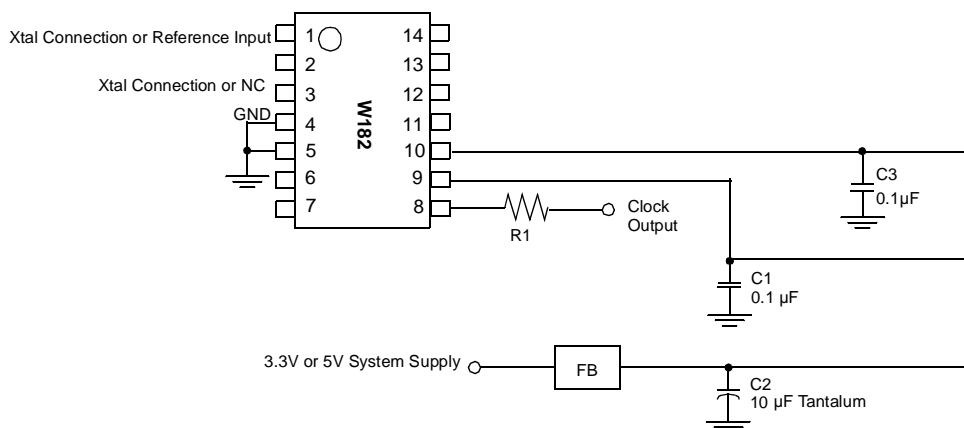 Xtal Connection or Reference Input
Xtal Connection or NC
GND
1
2
3
4
5
6
7
W182
14
13
12
11
10
9
8
R1
Clock
Output
C3
0.1µF
C1
0.1 µF
3.3V or 5V System Supply
FB
C2
10 µF Tantalum